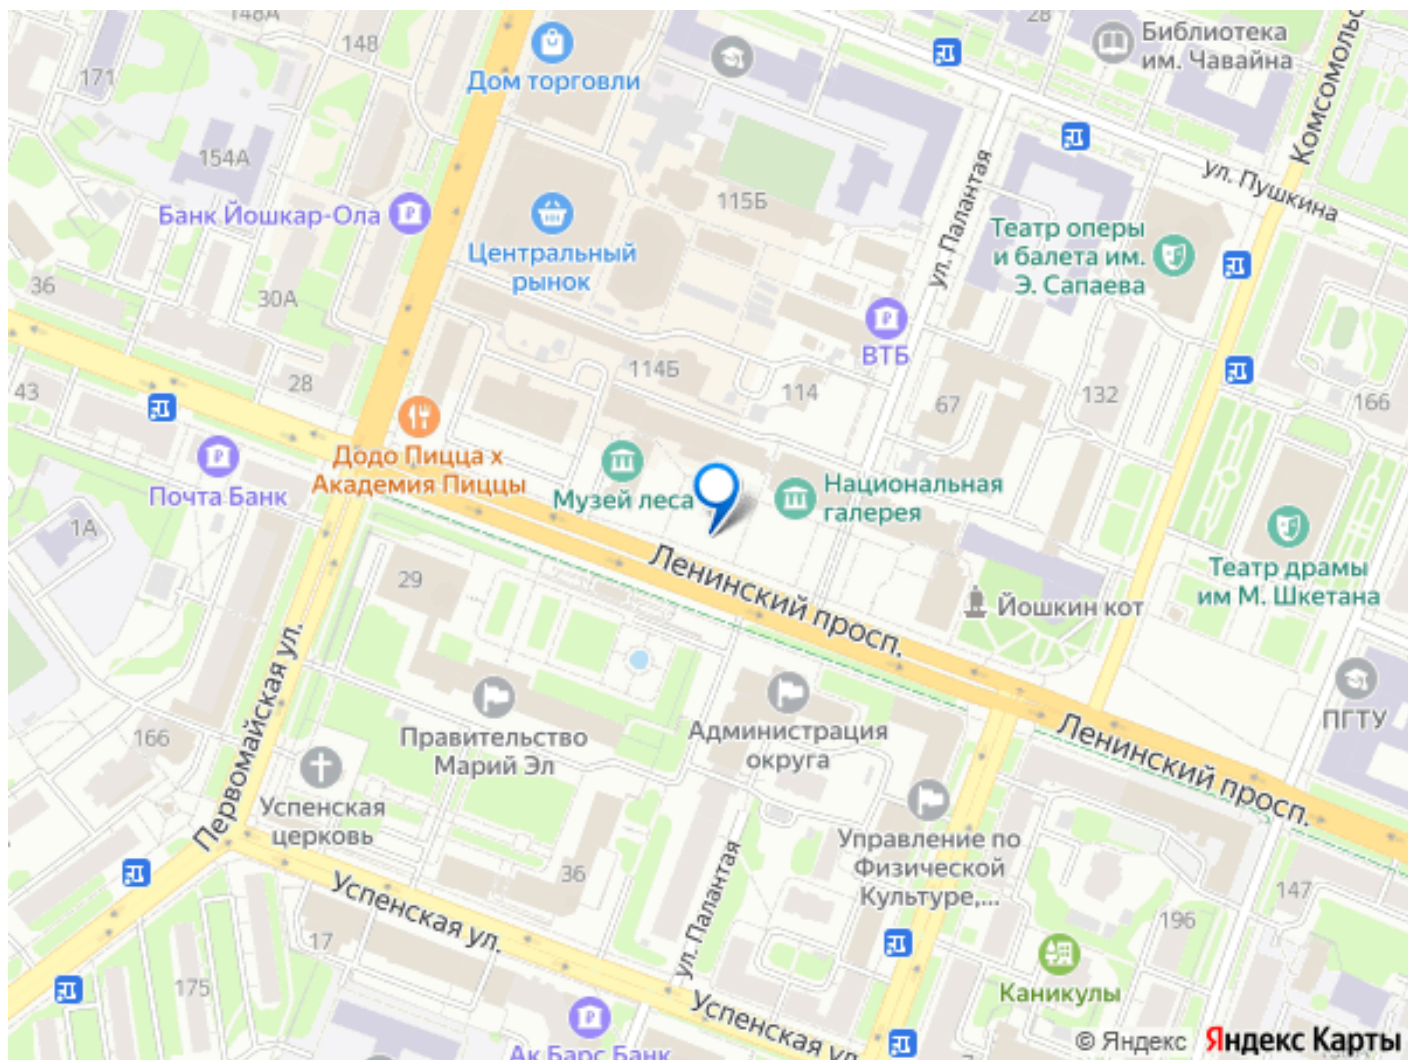 148А
28
Библиотека
им. Чавайна
148
171
Дом торговли
Комсомольс
154А
ул. Пушкина
ул. Палантая
115Б
Банк Йошкар-Ола
Театр оперы
и балета им.
Э. Сапаева
Центральный
рынок
36
30А
ВТБ
114Б
28
114
43
67
132
166
Додо Пицца х
Академия Пиццы
Почта Банк
Музей леса
Национальная
галерея
1А
Ленинский просп.
29
Театр драмы
им М. Шкетана
Йошкин кот
Первомайская ул.
ПГТУ
Правительство
Марий Эл
Администрация
округа
166
Ленинский просп.
Успенская
церковь
Управление по
Физической
Культуре,...
36
147
Успенская ул.
ул. Палантая
196
17
175
Каникулы
Успенская ул.
Ак Барс Банк
© Яндекс Яндекс Карты